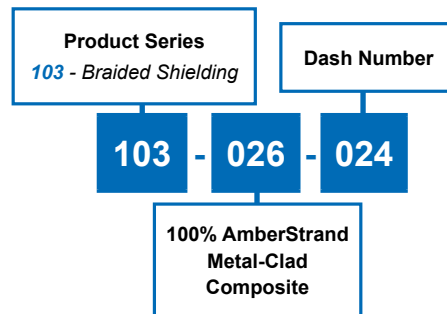 Product Series
103 - Braided Shielding
Dash Number
103 - 026 - 024
100% AmberStrand
Metal-Clad
Composite